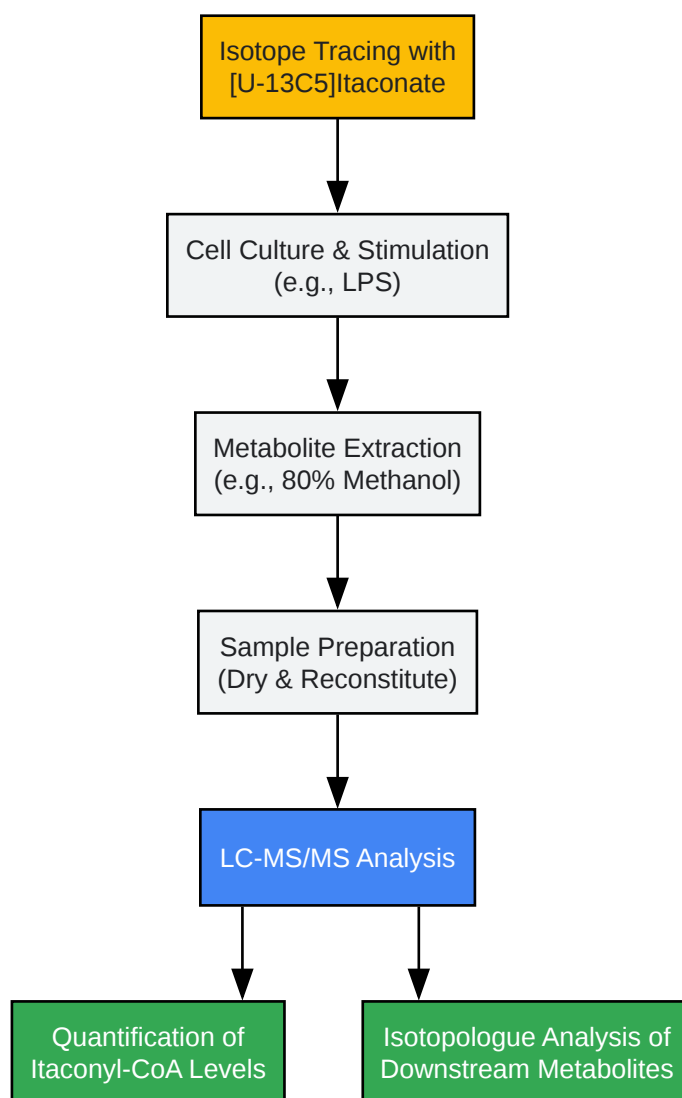 Isotope Tracing with
[U-13C5]Itaconate
Cell Culture & Stimulation
(e.g., LPS)
Metabolite Extraction
(e.g., 80% Methanol)
Sample Preparation
(Dry & Reconstitute)
LC-MS/MS Analysis
Quantification of
Itaconyl-CoA Levels
Isotopologue Analysis of
Downstream Metabolites